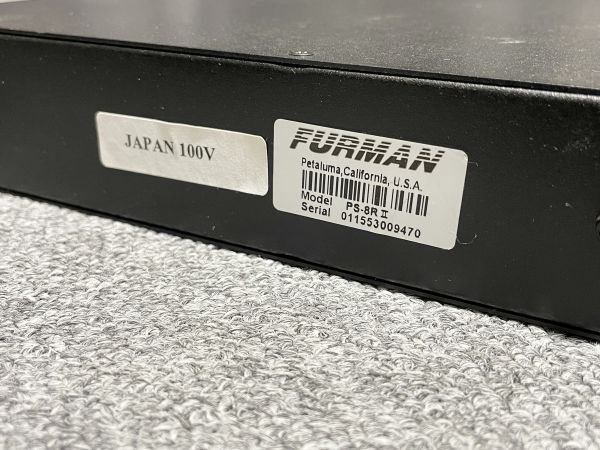 JAPAN 100V
FURMAN
Petaluma,California, U.S.A.
Model PS-8R II
Serial 011553009470